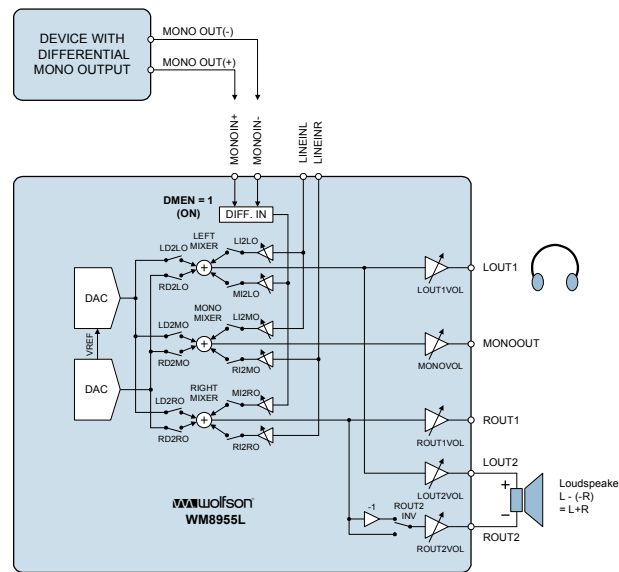 DEVICE WITH
DIFFERENTIAL
MONO OUTPUT
MONO OUT(-)
MONO OUT(+)
MONOIN+
MONOIN-
LINEINL
LINEINR
DMEN = 1
(ON)
DIFF. IN
LEFT
MIXER
LD2LO
RD2LO
LI2LO
MI2LO
LOUT1VOL
LOUT1
DAC
VREF
DAC
MONO
MIXER
LD2MO
RD2MO
LI2MO
RI2MO
MONOVOL
MONOOUT
RIGHT
MIXER
LD2RO
RD2RO
MI2RO
RI2RO
ROUT1VOL
ROUT1
LOUT2VOL
LOUT2
+
−
Loudspeake
L - (-R)
= L+R
-1
ROUT2
INV
ROUT2VOL
ROUT2
wolfson
WM8955L